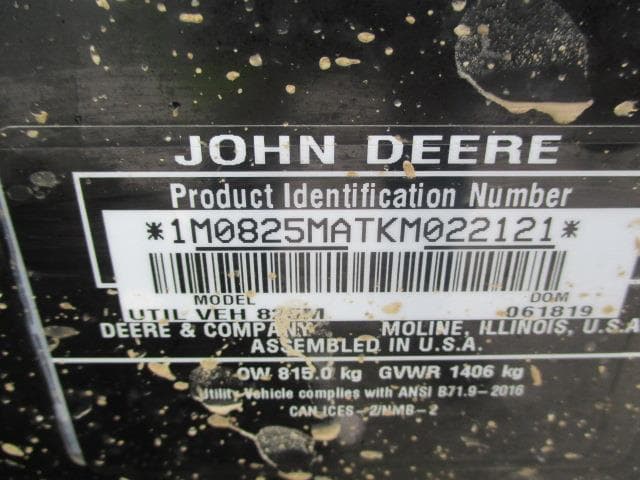 JOHN DEERE
Product Identification Number
*1M0825MATKM022121*
MODEL DOM
UTIL VEH 825M 061819
DEERE & COMPANY MOLINE, ILLINOIS, U.S.A
ASSEMBLED IN U.S.A.
OW 815.0 kg GVWR 1406 kg
Utility Vehicle complies with ANSI B71.9-2016
CAN ICES-2/NMB-2